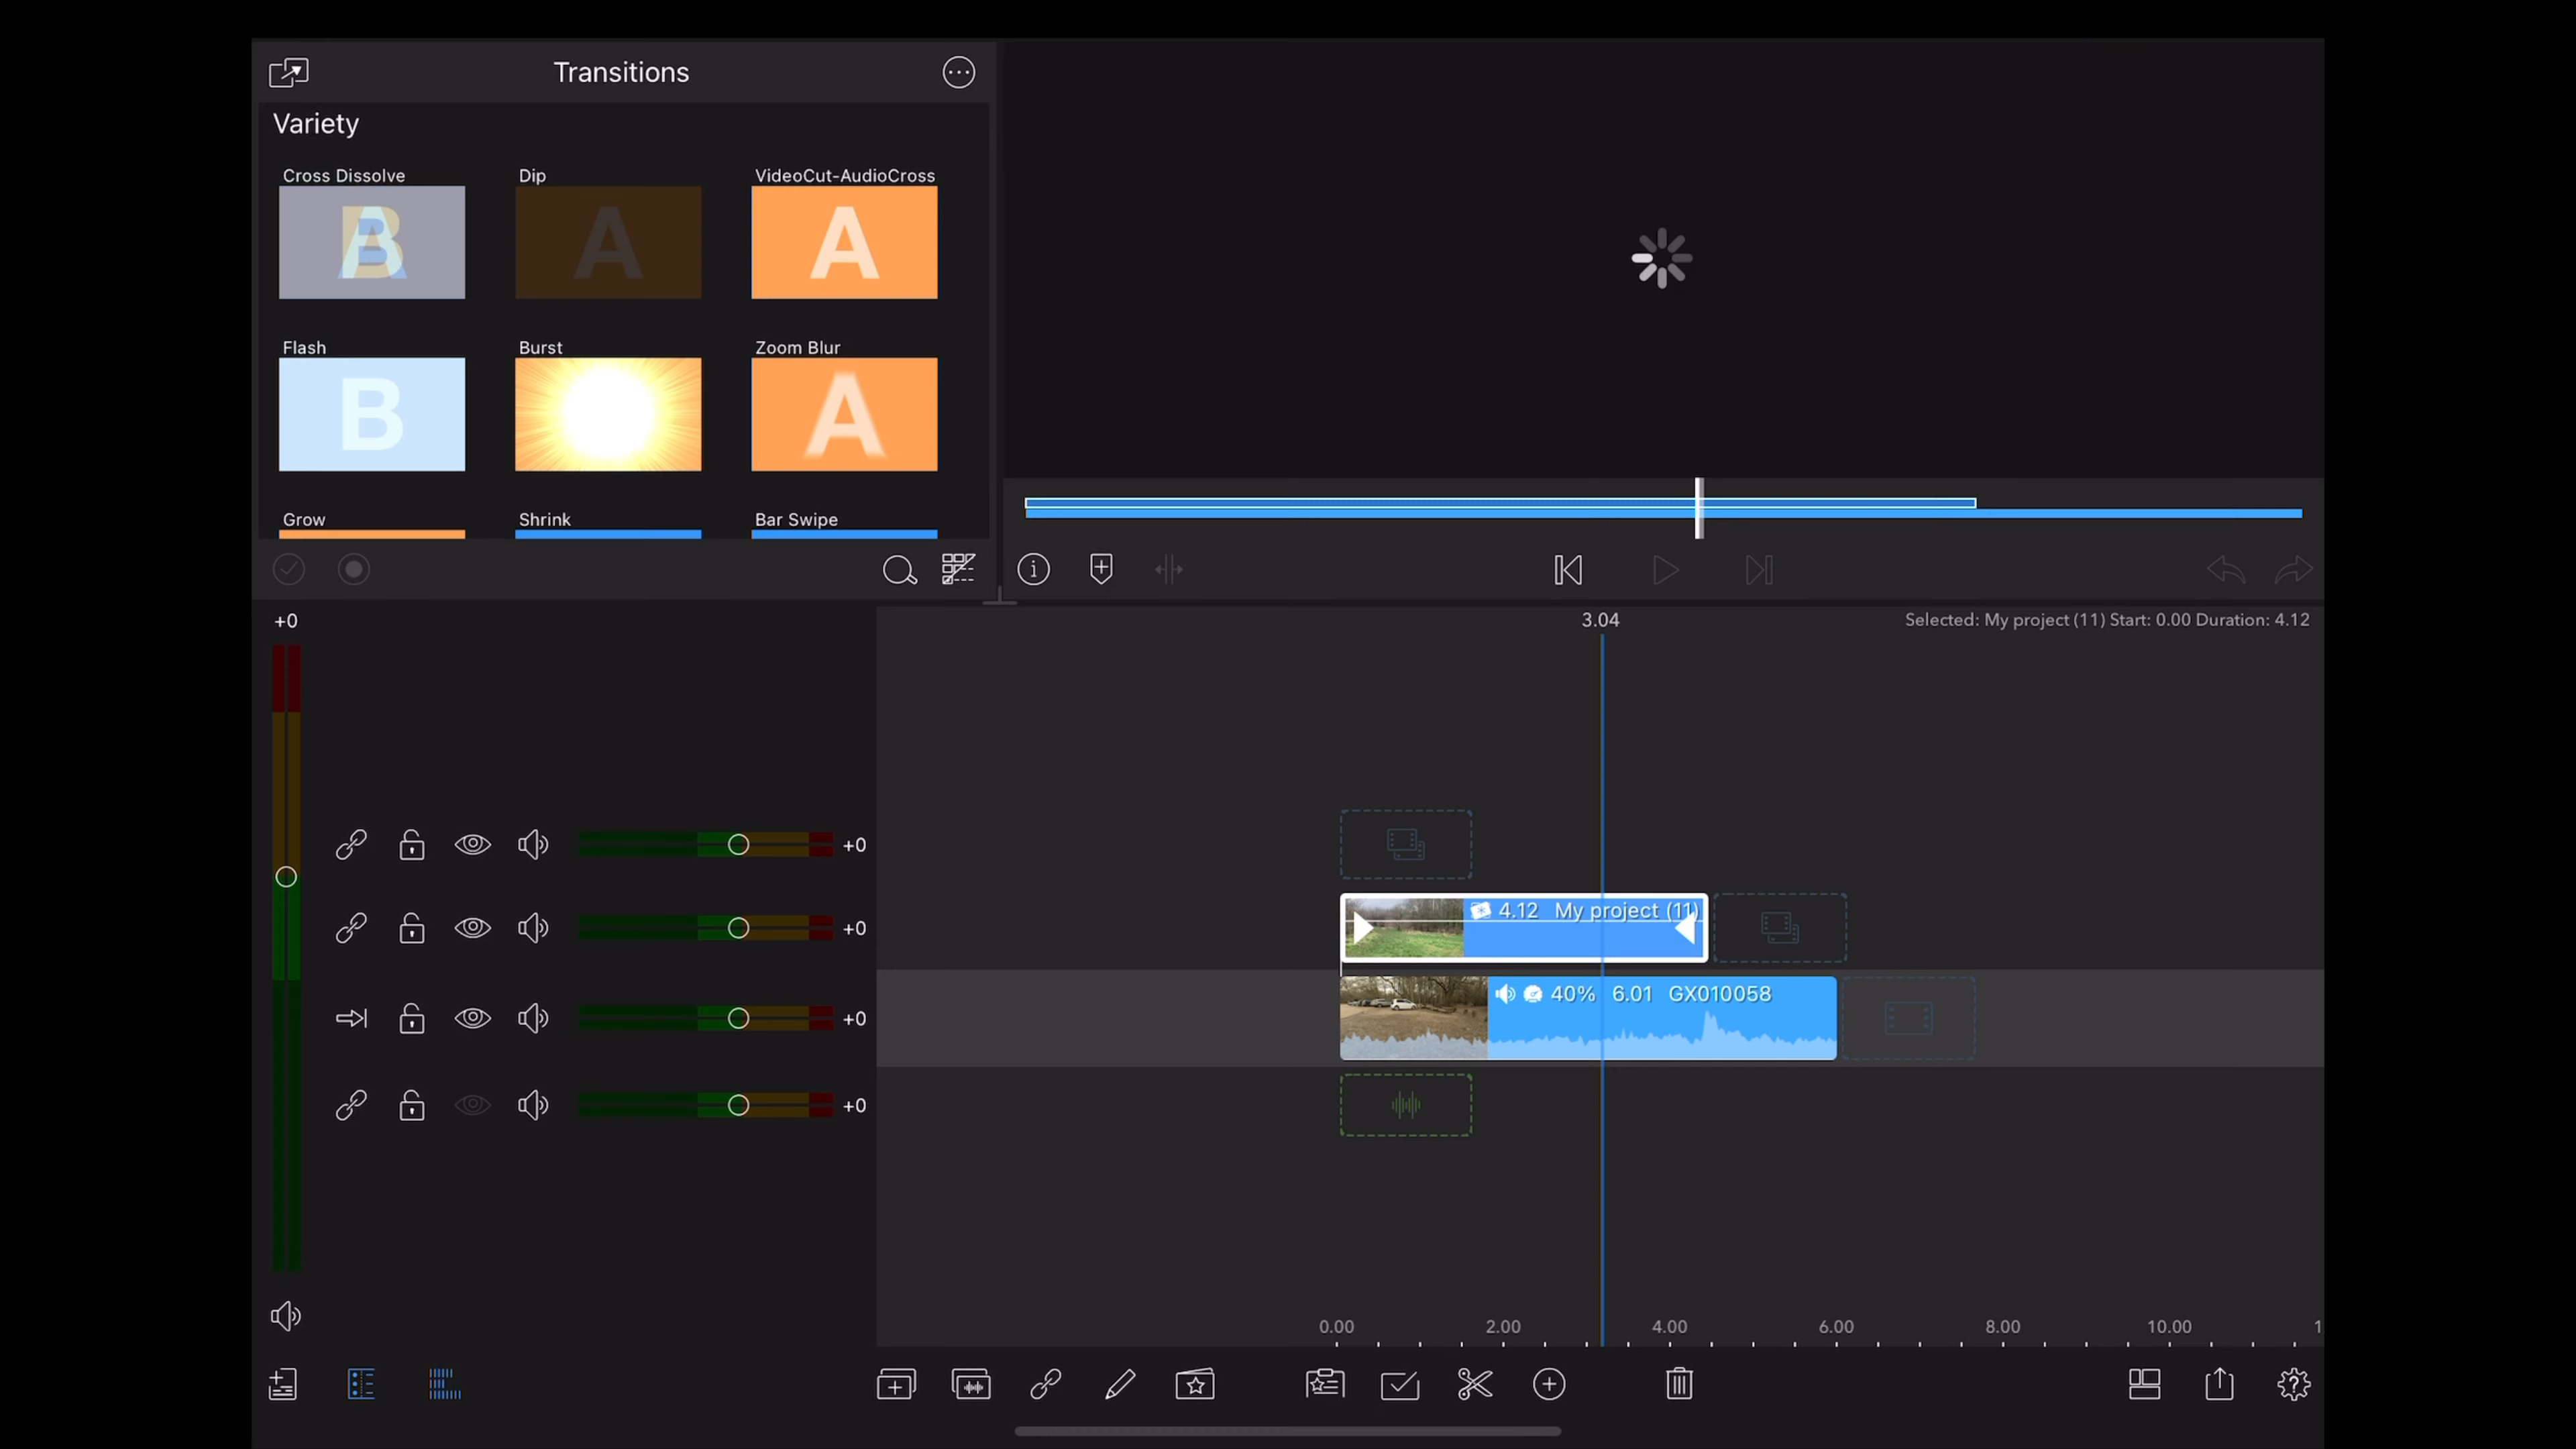 Transitions
Variety
Cross Dissolve
Dip
VideoCut-AudioCross
B A B
A
A
Flash
Burst
Zoom Blur
B
A
Grow
Shrink
Bar Swipe
+0
3.04
Selected: My project (11) Start: 0.00 Duration: 4.12
+0
4.12 My project (11)
+0
40% 6.01 GX010058
+0
+0
0.00 2.00 4.00 6.00 8.00 10.00 1